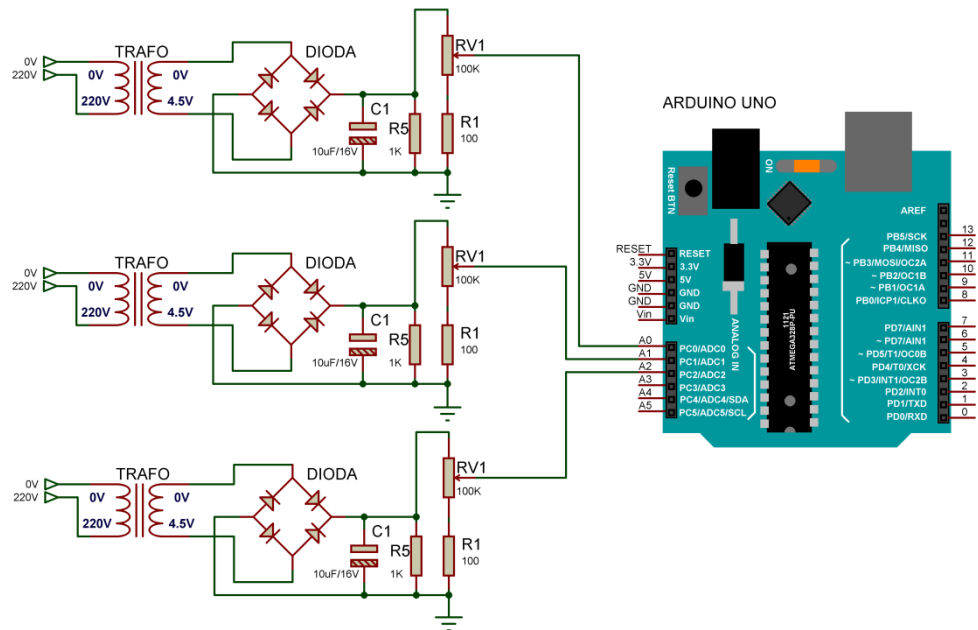 TRAFO
DIODA
0V
220V
0V
220V
0V
4.5V
C1
10uF/16V
R5
1K
RV1
100K
R1
100
TRAFO
DIODA
0V
220V
0V
220V
0V
4.5V
C1
10uF/16V
R5
1K
RV1
100K
R1
100
TRAFO
DIODA
0V
220V
0V
220V
0V
4.5V
C1
10uF/16V
R5
1K
RV1
100K
R1
100
ARDUINO UNO
Reset BTN
ON
RESET
3.3V
5V
GND
GND
Vin
RESET
3.3V
5V
GND
GND
Vin
A0
A1
A2
A3
A4
A5
PC0/ADC0
PC1/ADC1
PC2/ADC2
PC3/ADC3
PC4/ADC4/SDA
PC5/ADC5/SCL
ANALOG IN
1121
ATMEGA328P-PU
AREF
PB5/SCK 13
PB4/MISO 12
~ PB3/MOSI/OC2A 11
~ PB2/OC1B 10
~ PB1/OC1A 9
PB0/ICP1/CLKO 8
PD7/AIN1 7
~ PD7/AIN1 6
~ PD5/T1/OC0B 5
PD4/T0/XCK 4
~ PD3/INT1/OC2B 3
PD2/INT0 2
PD1/TXD 1
PD0/RXD 0